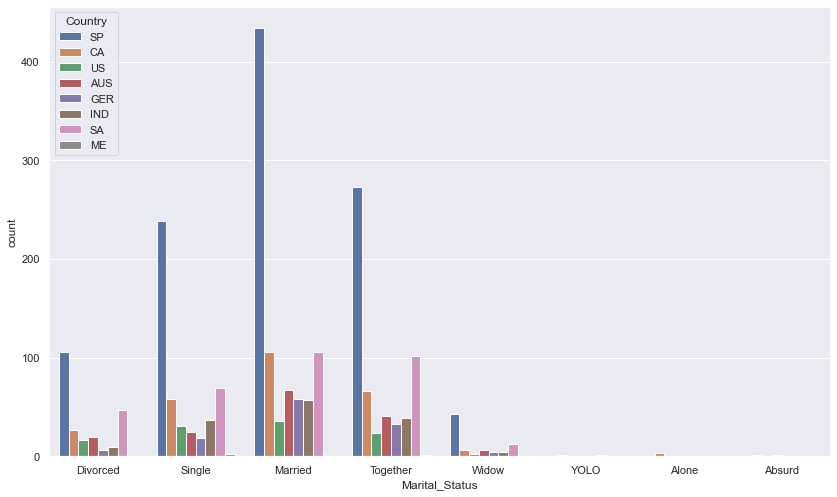 Country
SP
CA
US
AUS
GER
IND
SA
ME
400
300
200
100
0
count
Divorced Single Married Together Widow YOLO Alone Absurd
Marital_Status